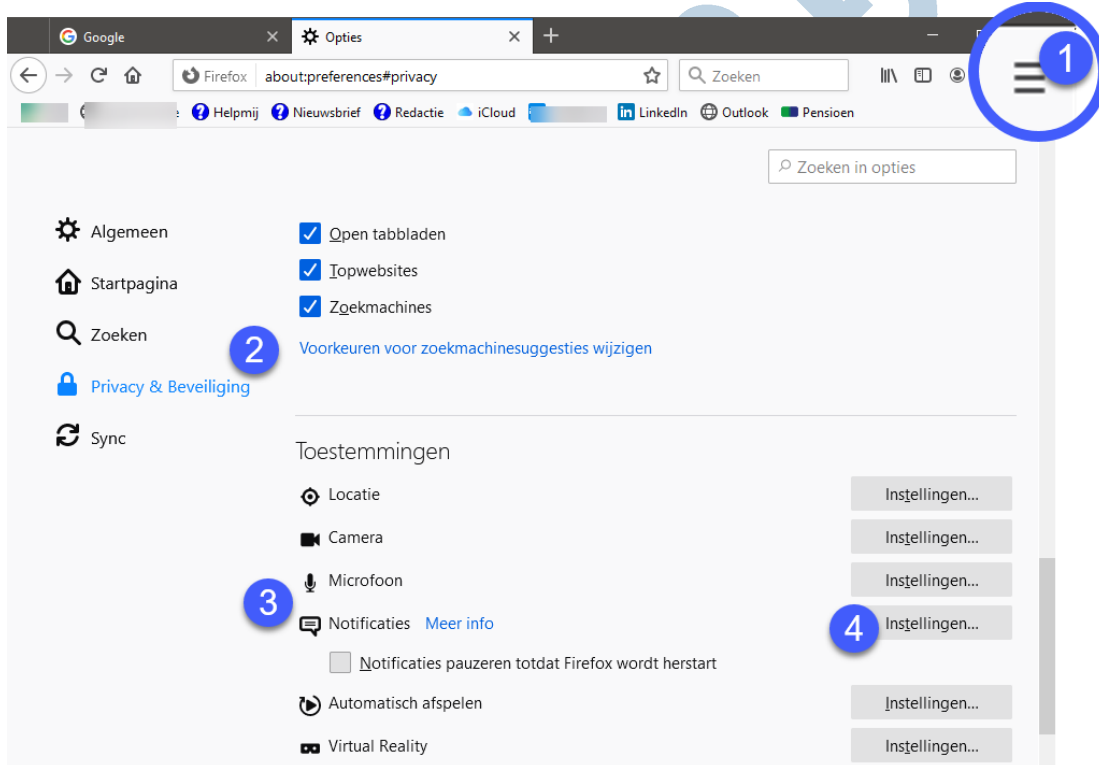 Google
Opties
1
Firefox about:preferences#privacy
Zoeken
Helpmij Nieuwsbrief Redactie iCloud LinkedIn Outlook Pensioen
Zoeken in opties
Algemeen
Startpagina
Zoeken
2
Privacy & Beveiliging
Sync
Open tabbladen
Topwebsites
Zoekmachines
Voorkeuren voor zoekmachinesuggesties wijzigen
Toestemmingen
Locatie Instellingen...
Camera Instellingen...
Microfoon Instellingen...
3
Notificaties Meer info 4 Instellingen...
Notificaties pauzeren totdat Firefox wordt herstart
Automatisch afspelen Instellingen...
Virtual Reality Instellingen...